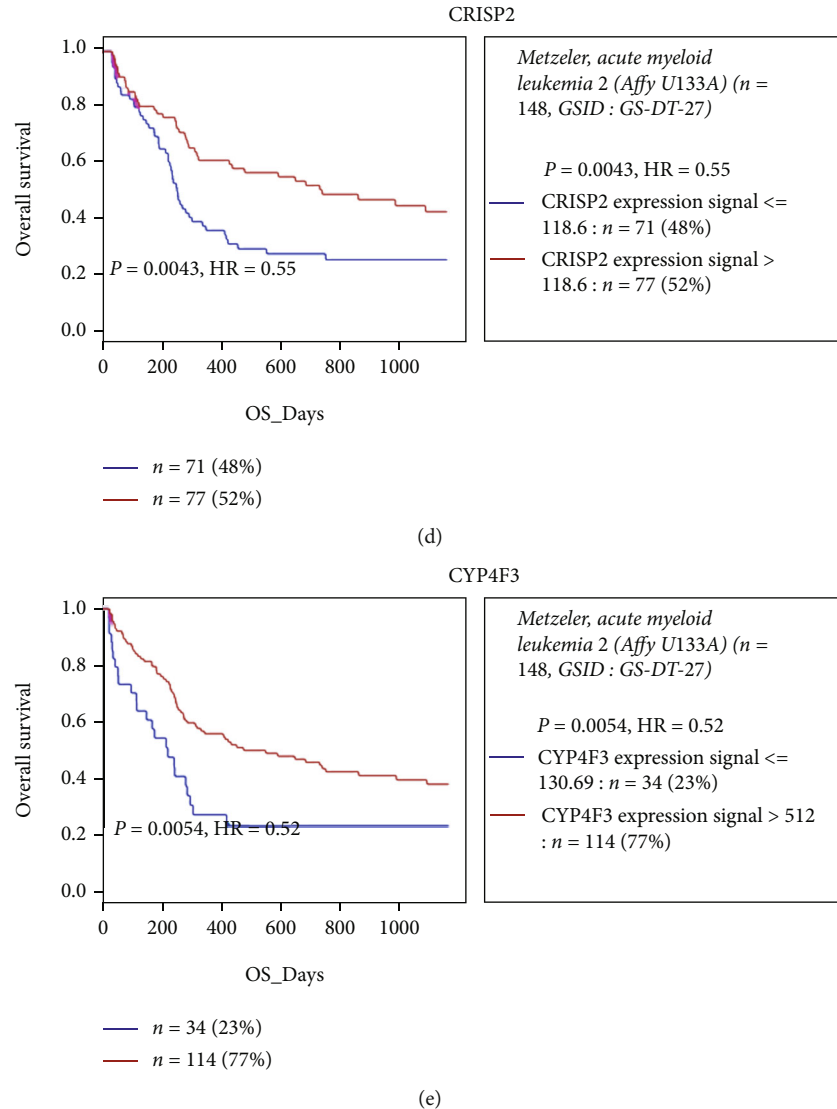 CRISP2
1.0
0.8
0.6
0.4
0.2
0.0
Overall survival
P = 0.0043, HR = 0.55
0 200 400 600 800 1000
OS_Days
n = 71 (48%)
n = 77 (52%)
Metzeler, acute myeloid
leukemia 2 (Affy U133A) (n =
148, GSID : GS-DT-27)
P = 0.0043, HR = 0.55
CRISP2 expression signal <=
118.6 : n = 71 (48%)
CRISP2 expression signal >
118.6 : n = 77 (52%)
(d)
CYP4F3
1.0
0.8
0.6
0.4
0.2
0.0
Overall survival
P = 0.0054, HR = 0.52
0 200 400 600 800 1000
OS_Days
n = 34 (23%)
n = 114 (77%)
Metzeler, acute myeloid
leukemia 2 (Affy U133A) (n =
148, GSID : GS-DT-27)
P = 0.0054, HR = 0.52
CYP4F3 expression signal <=
130.69 : n = 34 (23%)
CYP4F3 expression signal > 512
: n = 114 (77%)
(e)